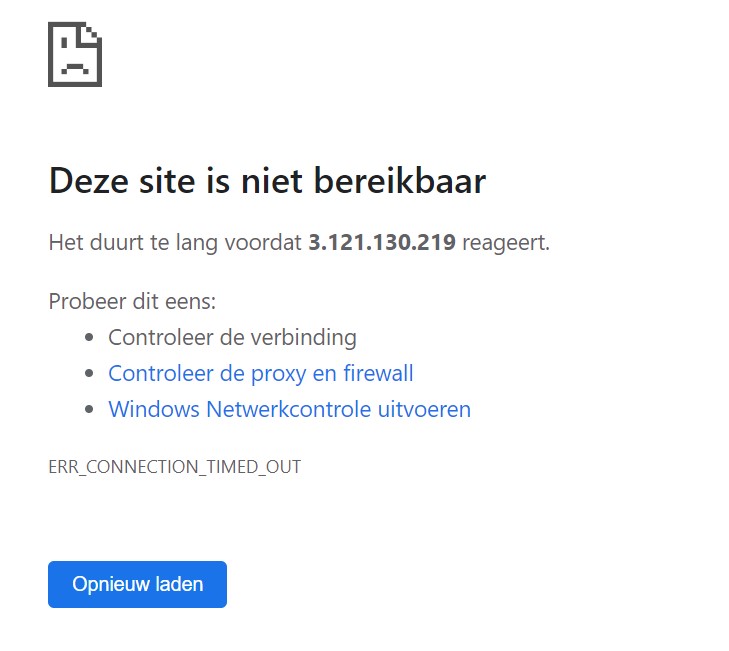 Deze site is niet bereikbaar
Het duurt te lang voordat 3.121.130.219 reageert.
Probeer dit eens:
• Controleer de verbinding
• Controleer de proxy en firewall
• Windows Netwerkcontrole uitvoeren
ERR_CONNECTION_TIMED_OUT
Opnieuw laden